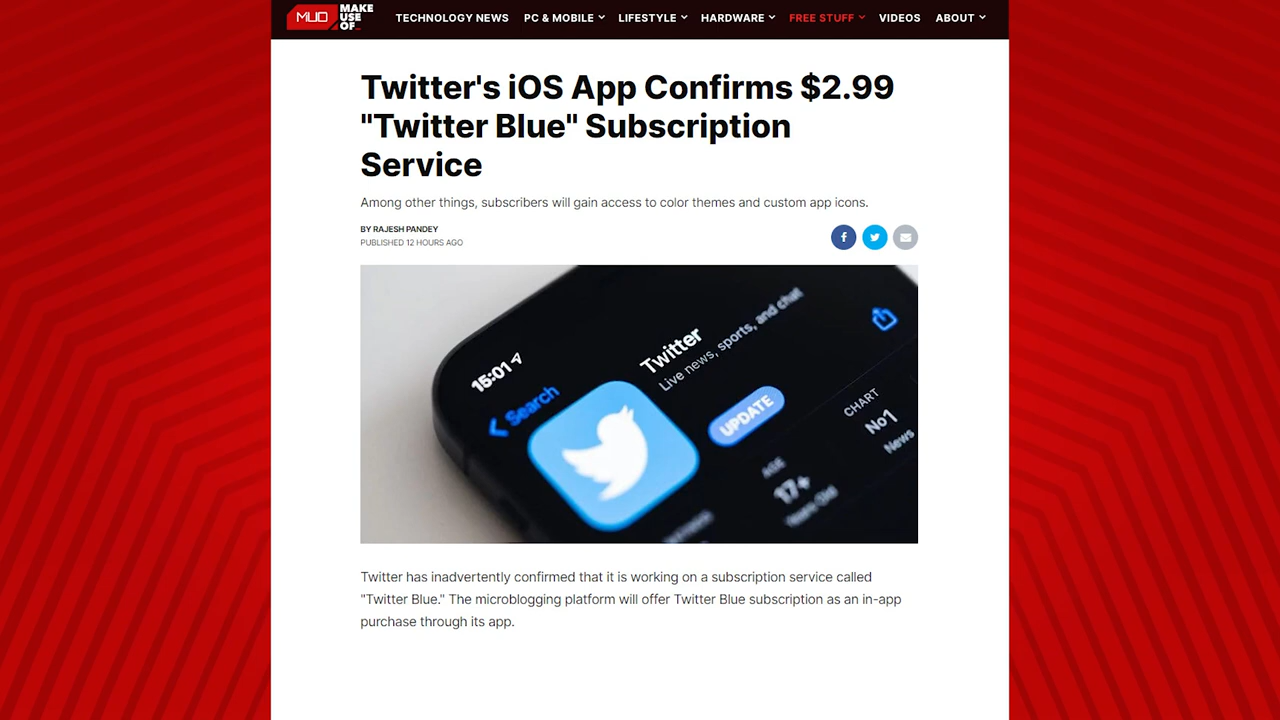 MUO MAKE
USE
OF_
TECHNOLOGY NEWS PC & MOBILE LIFESTYLE HARDWARE FREE STUFF VIDEOS ABOUT
Twitter's iOS App Confirms $2.99
"Twitter Blue" Subscription
Service
Among other things, subscribers will gain access to color themes and custom app icons.
BY RAJESH PANDEY
PUBLISHED 12 HOURS AGO
f
15:01
Search
Twitter
Live news, sports, and chat
UPDATE
AGE
17+
Years Old
CHART
No1
News
Twitter has inadvertently confirmed that it is working on a subscription service called
"Twitter Blue." The microblogging platform will offer Twitter Blue subscription as an in-app
purchase through its app.